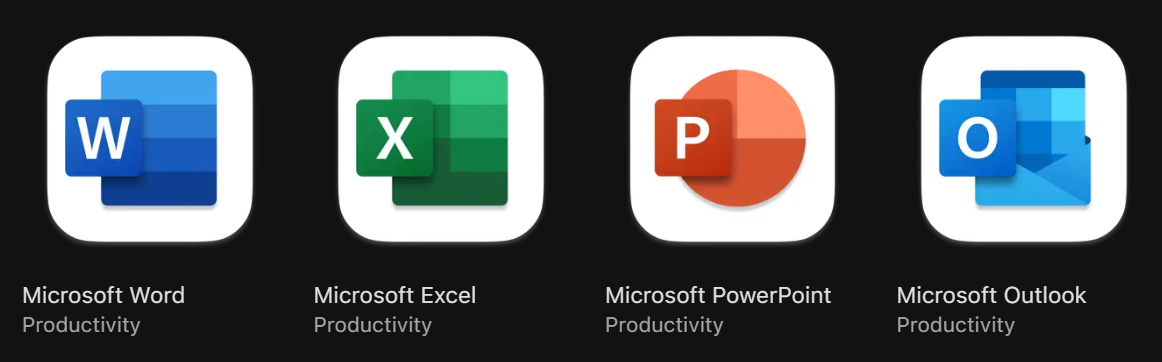 W
X
P
O
Microsoft Word
Productivity
Microsoft Excel
Productivity
Microsoft PowerPoint
Productivity
Microsoft Outlook
Productivity